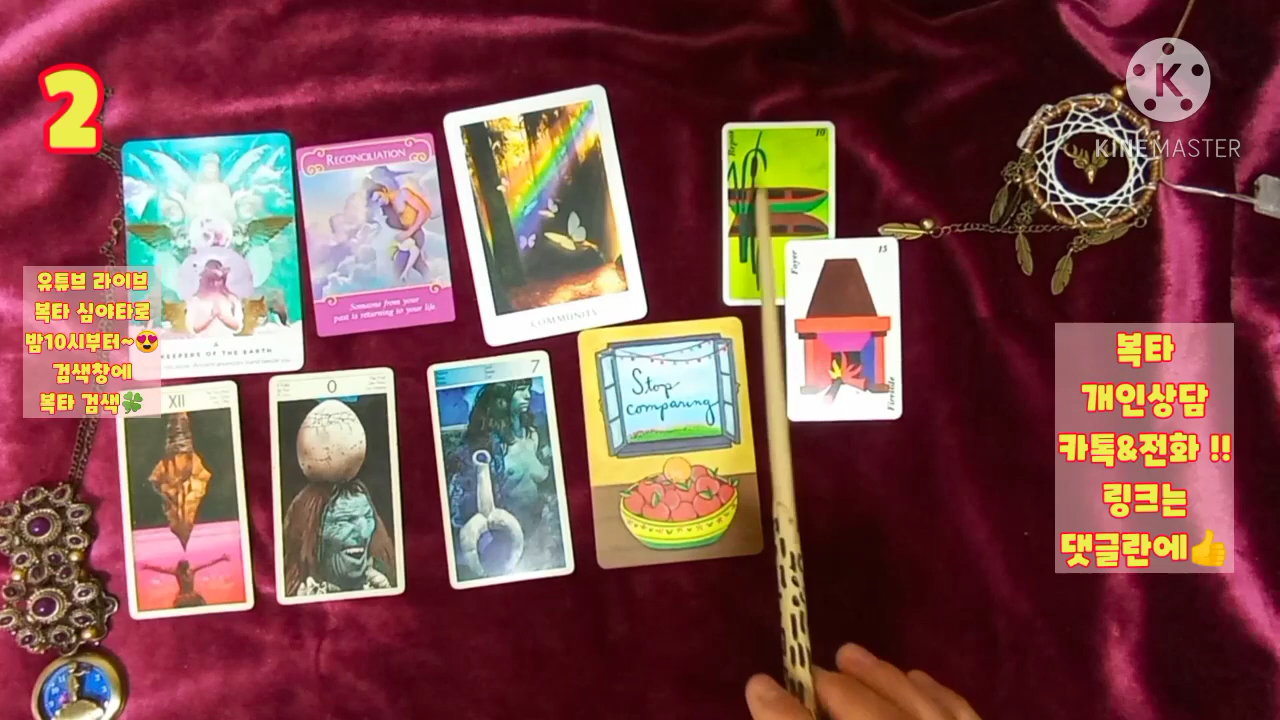 2
유튜브 라이브
복타 심야타로
밤10시부터~😍
검색창에
복타 검색🍀
KINEMASTER
복타
개인상담
카톡&전화 !!
링크는
댓글란에👍
KEEPERS OF THE EARTH
RECONCILIATION
Someone from your
past is returning to your life.
COMMUNITY
10
15
Foyer
Fireside
XII
0
7
Stop
comparing